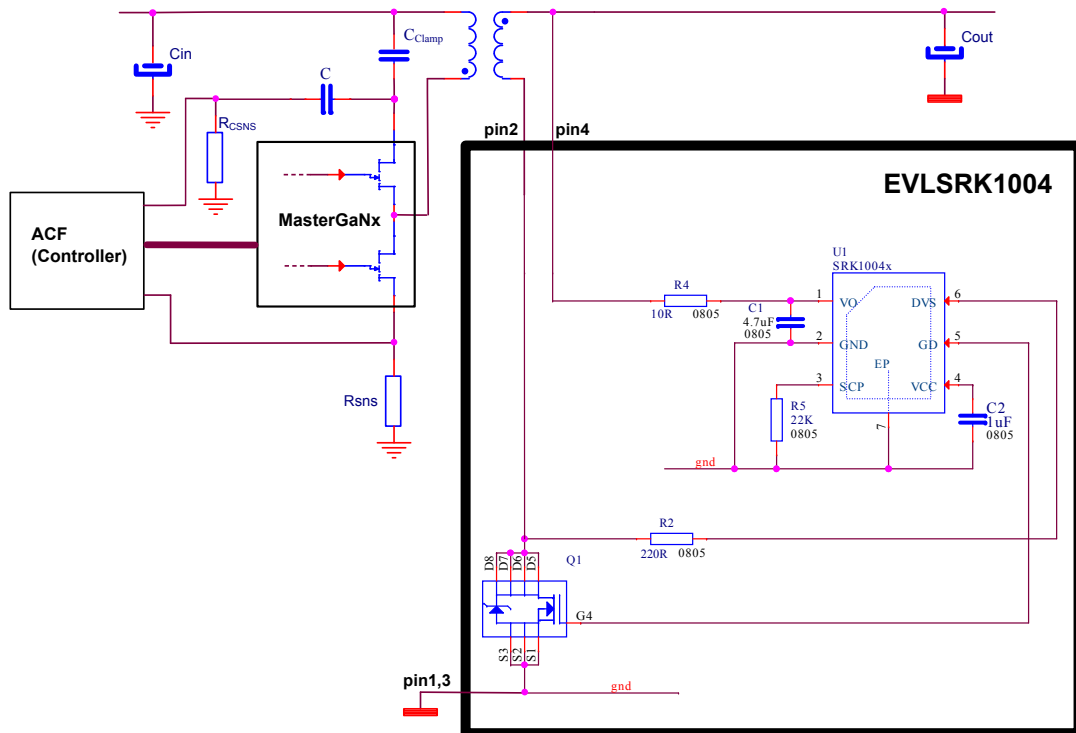 Cin
C Clamp
C
RCSNS
Cout
pin2
pin4
EVLSRK1004
MasterGaNx
ACF
(Controller)
Rsns
U1
SRK1004x
R4
10R
0805
C1
4.7uF
0805
1
VO
DVS
6
2
GND
GD
5
EP
3
SCP
VCC
4
7
R5
22K
0805
C2
1uF
0805
gnd
R2
220R
0805
D8
D7
D6
D5
Q1
G4
S3
S2
S1
pin1,3
gnd